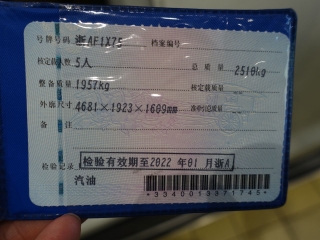 号牌号码 浙AF1X75 档案编号
核定载人数 5人 总质量 2510kg
整备质量 1957kg 核定载质量
外廓尺寸 4681×1923×1609mm 准牵引总质量
备注
检验记录 检验有效期至2022年01月浙A
汽油
*3340013371745*